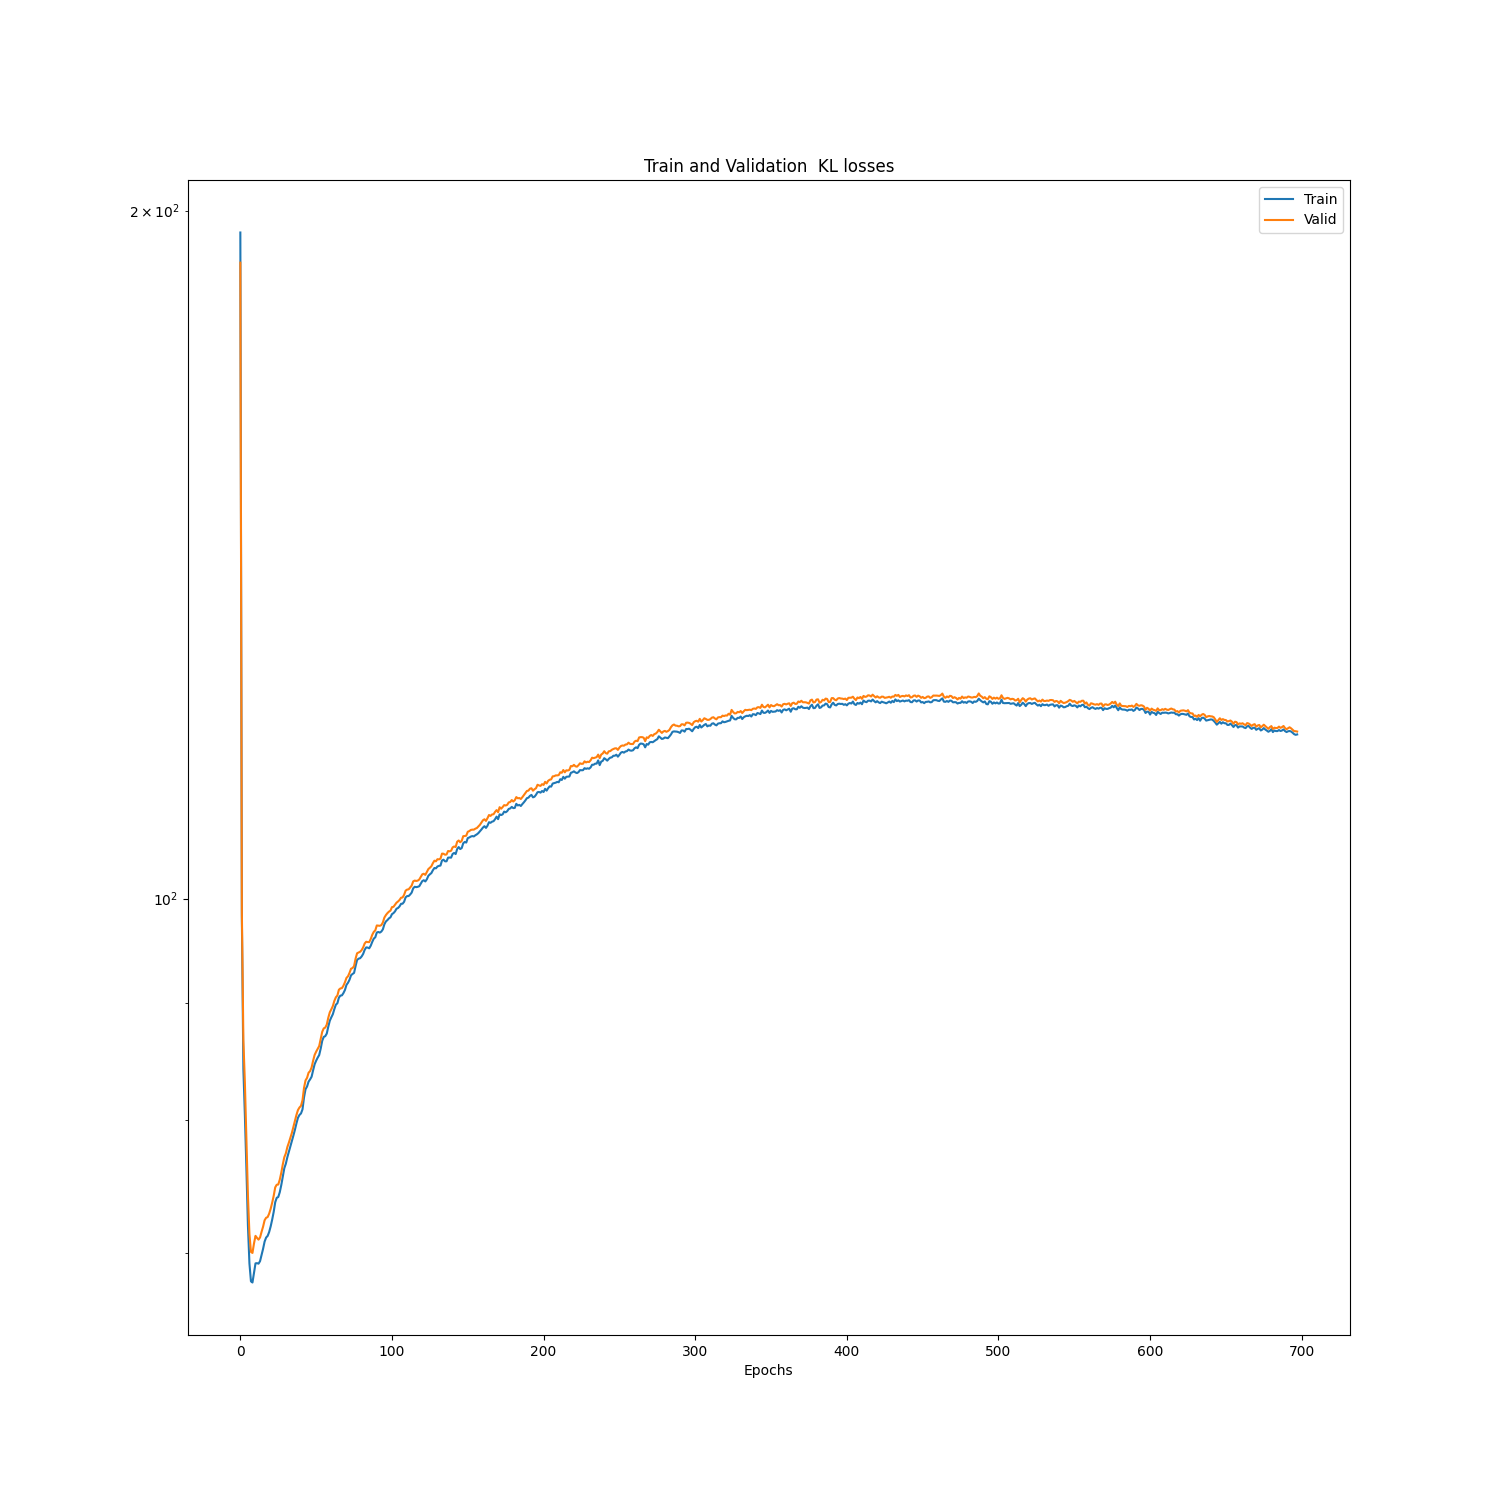 Train and Validation  KL losses
2 × 10²
Train
Valid
10²
0 100 200 300 400 500 600 700
Epochs